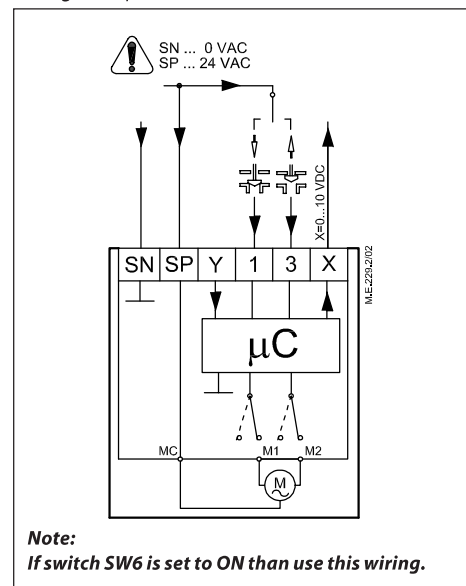 SN ... 0 VAC
SP ... 24 VAC
X=0...10 VDC
SN SP Y 1 3 X
M.E.229.2/02
µC
MC M1 M2
M
Note:
If switch SW6 is set to ON than use this wiring.